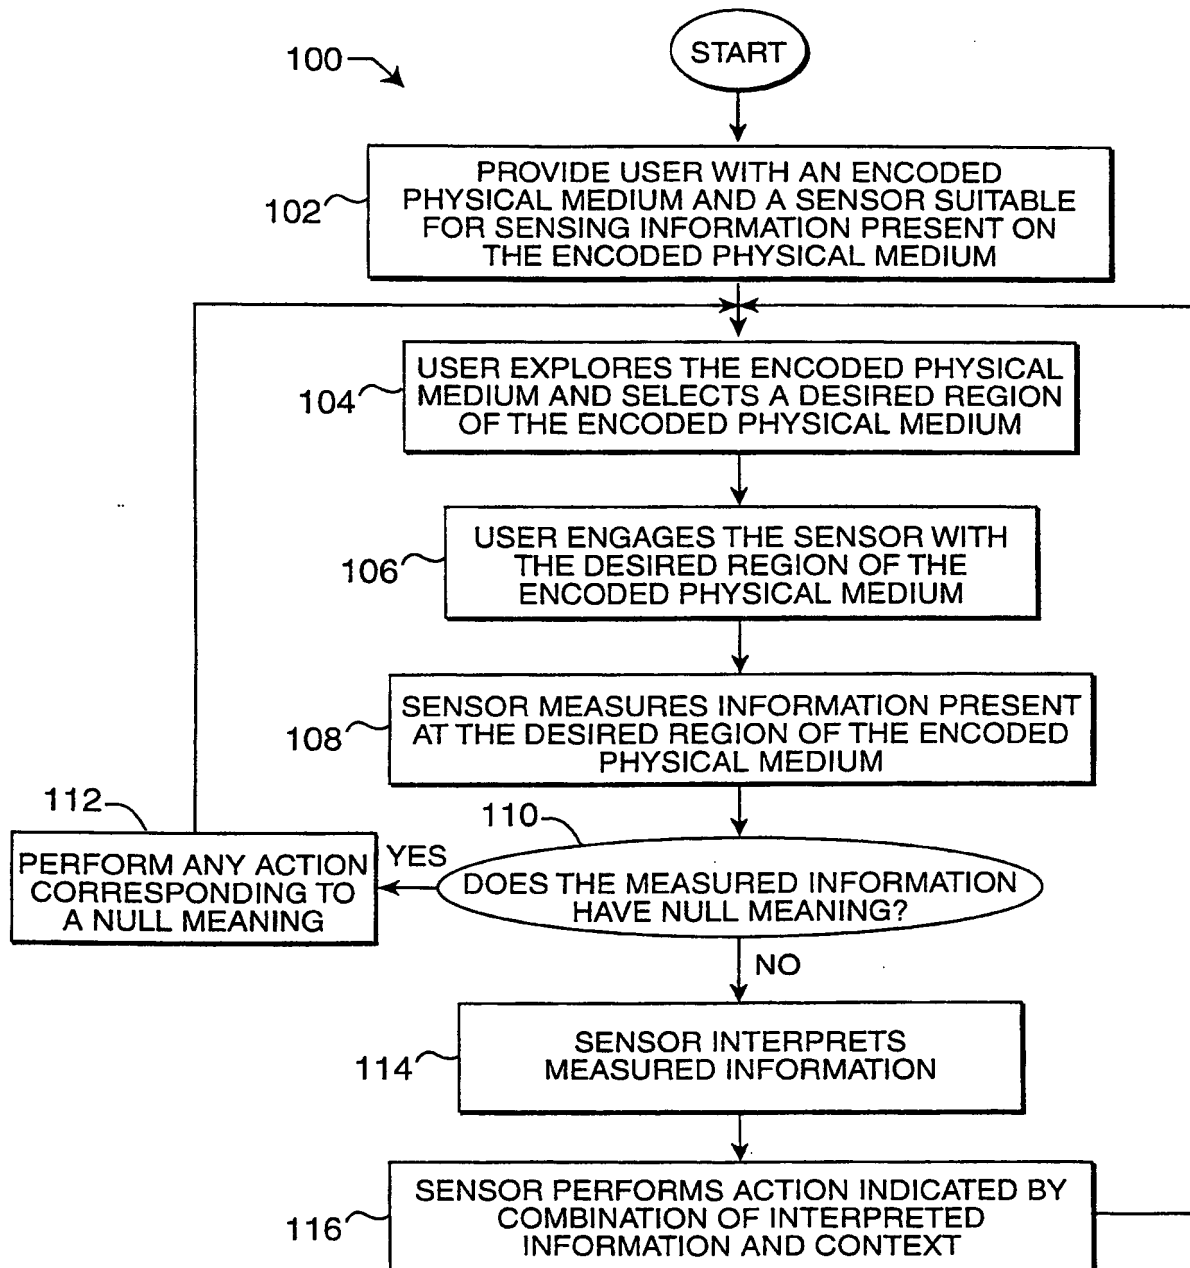 START
100
PROVIDE USER WITH AN ENCODED
PHYSICAL MEDIUM AND A SENSOR SUITABLE
FOR SENSING INFORMATION PRESENT ON
THE ENCODED PHYSICAL MEDIUM
102
USER EXPLORES THE ENCODED PHYSICAL
MEDIUM AND SELECTS A DESIRED REGION
OF THE ENCODED PHYSICAL MEDIUM
104
USER ENGAGES THE SENSOR WITH
THE DESIRED REGION OF THE
ENCODED PHYSICAL MEDIUM
106
SENSOR MEASURES INFORMATION PRESENT
AT THE DESIRED REGION OF THE ENCODED
PHYSICAL MEDIUM
108
110
DOES THE MEASURED INFORMATION
HAVE NULL MEANING?
YES
112
PERFORM ANY ACTION
CORRESPONDING TO
A NULL MEANING
NO
SENSOR INTERPRETS
MEASURED INFORMATION
114
SENSOR PERFORMS ACTION INDICATED BY
COMBINATION OF INTERPRETED
INFORMATION AND CONTEXT
116